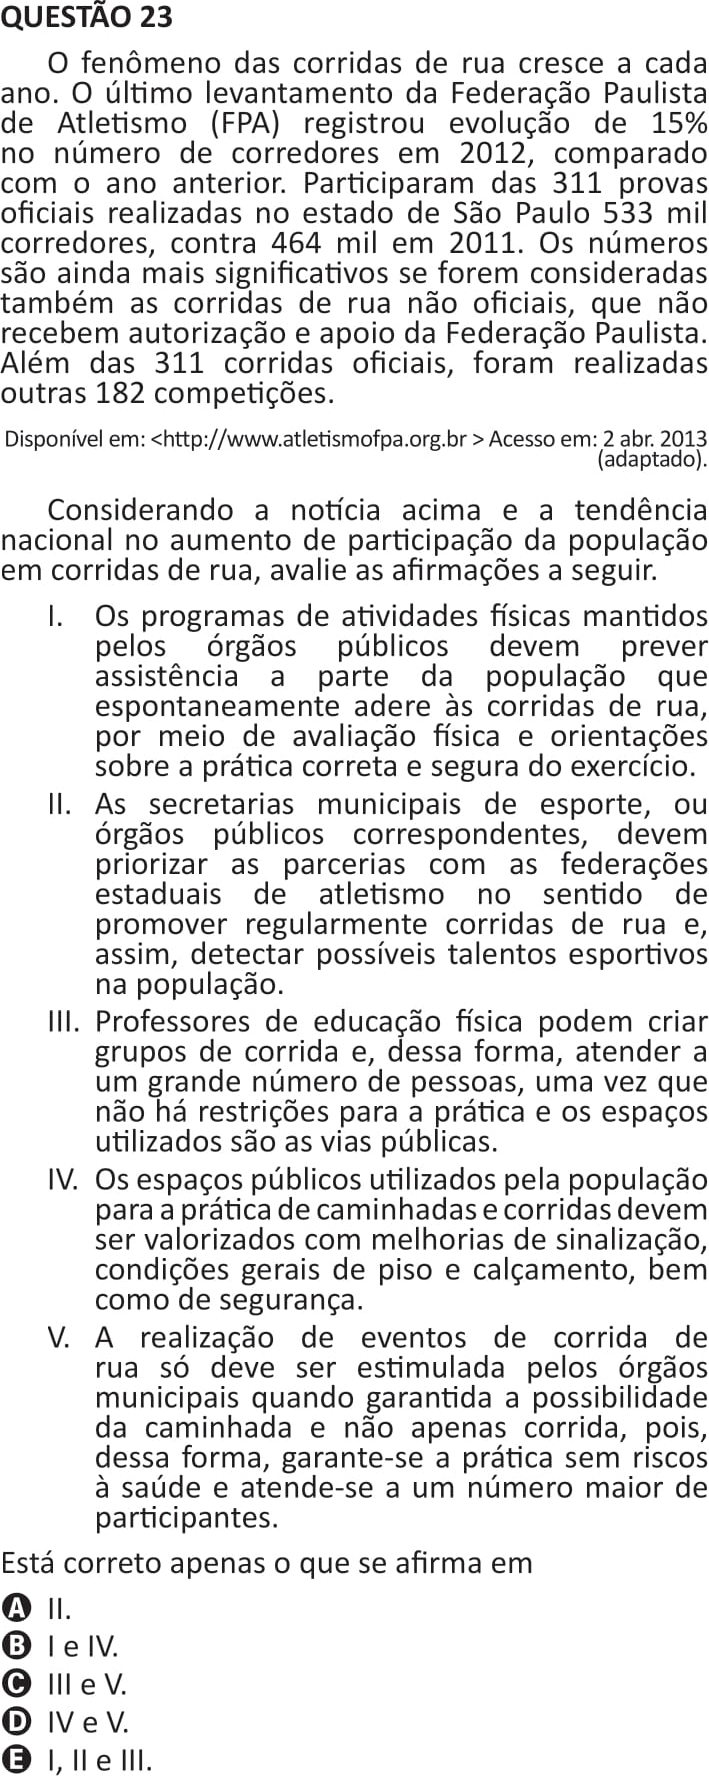 QUESTÃO 23
O fenômeno das corridas de rua cresce a cada
ano. O último levantamento da Federação Paulista
de Atletismo (FPA) registrou evolução de 15%
no número de corredores em 2012, comparado
com o ano anterior. Participaram das 311 provas
oficiais realizadas no estado de São Paulo 533 mil
corredores, contra 464 mil em 2011. Os números
são ainda mais significativos se forem consideradas
também as corridas de rua não oficiais, que não
recebem autorização e apoio da Federação Paulista.
Além das 311 corridas oficiais, foram realizadas
outras 182 competições.
Disponível em: <http://www.atletismofpa.org.br > Acesso em: 2 abr. 2013
(adaptado).
Considerando a notícia acima e a tendência
nacional no aumento de participação da população
em corridas de rua, avalie as afirmações a seguir.
I. Os programas de atividades físicas mantidos
pelos órgãos públicos devem prever
assistência a parte da população que
espontaneamente adere às corridas de rua,
por meio de avaliação física e orientações
sobre a prática correta e segura do exercício.
II. As secretarias municipais de esporte, ou
órgãos públicos correspondentes, devem
priorizar as parcerias com as federações
estaduais de atletismo no sentido de
promover regularmente corridas de rua e,
assim, detectar possíveis talentos esportivos
na população.
III. Professores de educação física podem criar
grupos de corrida e, dessa forma, atender a
um grande número de pessoas, uma vez que
não há restrições para a prática e os espaços
utilizados são as vias públicas.
IV. Os espaços públicos utilizados pela população
para a prática de caminhadas e corridas devem
ser valorizados com melhorias de sinalização,
condições gerais de piso e calçamento, bem
como de segurança.
V. A realização de eventos de corrida de
rua só deve ser estimulada pelos órgãos
municipais quando garantida a possibilidade
da caminhada e não apenas corrida, pois,
dessa forma, garante-se a prática sem riscos
à saúde e atende-se a um número maior de
participantes.
Está correto apenas o que se afirma em
A II.
B I e IV.
C III e V.
D IV e V.
E I, II e III.